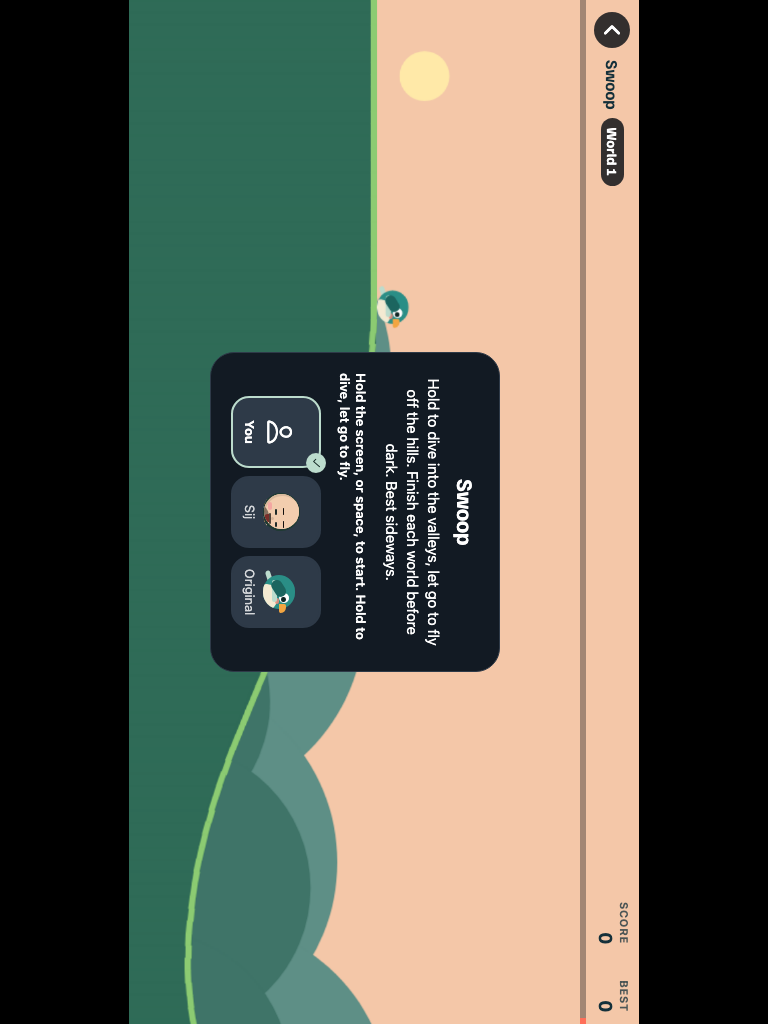 Swoop
World 1
SCORE
0
BEST
0
Swoop
Hold to dive into the valleys, let go to fly
off the hills. Finish each world before
dark. Best sideways.
Hold the screen, or space, to start. Hold to
dive, let go to fly.
You
Sij
Original